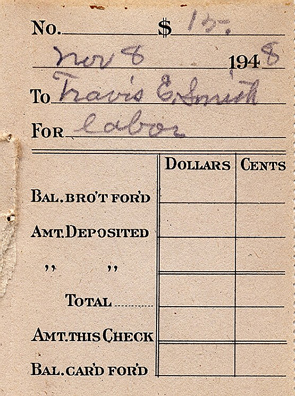 No. $ 15.
Nov 8 1948
To Travis E. Smith
For labor
Dollars Cents
Bal. Bro't For'd
Amt. Deposited
" "
Total
Amt. This Check
Bal. Car'd For'd